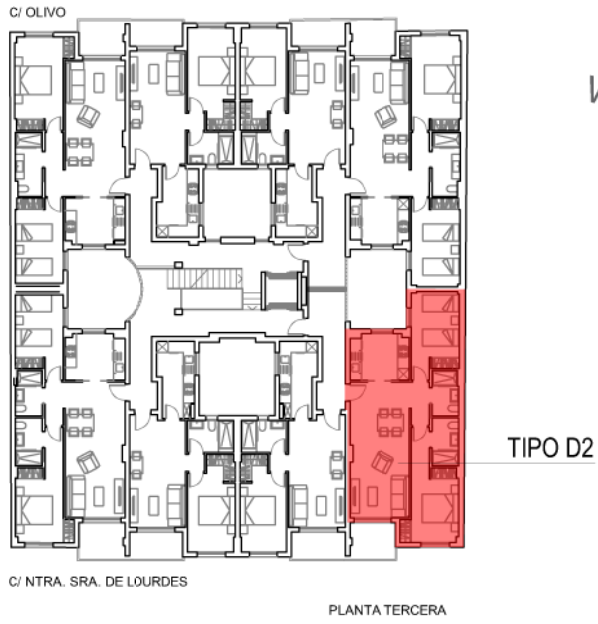 C/ OLIVO
TIPO D2
C/ NTRA. SRA. DE LOURDES
PLANTA TERCERA